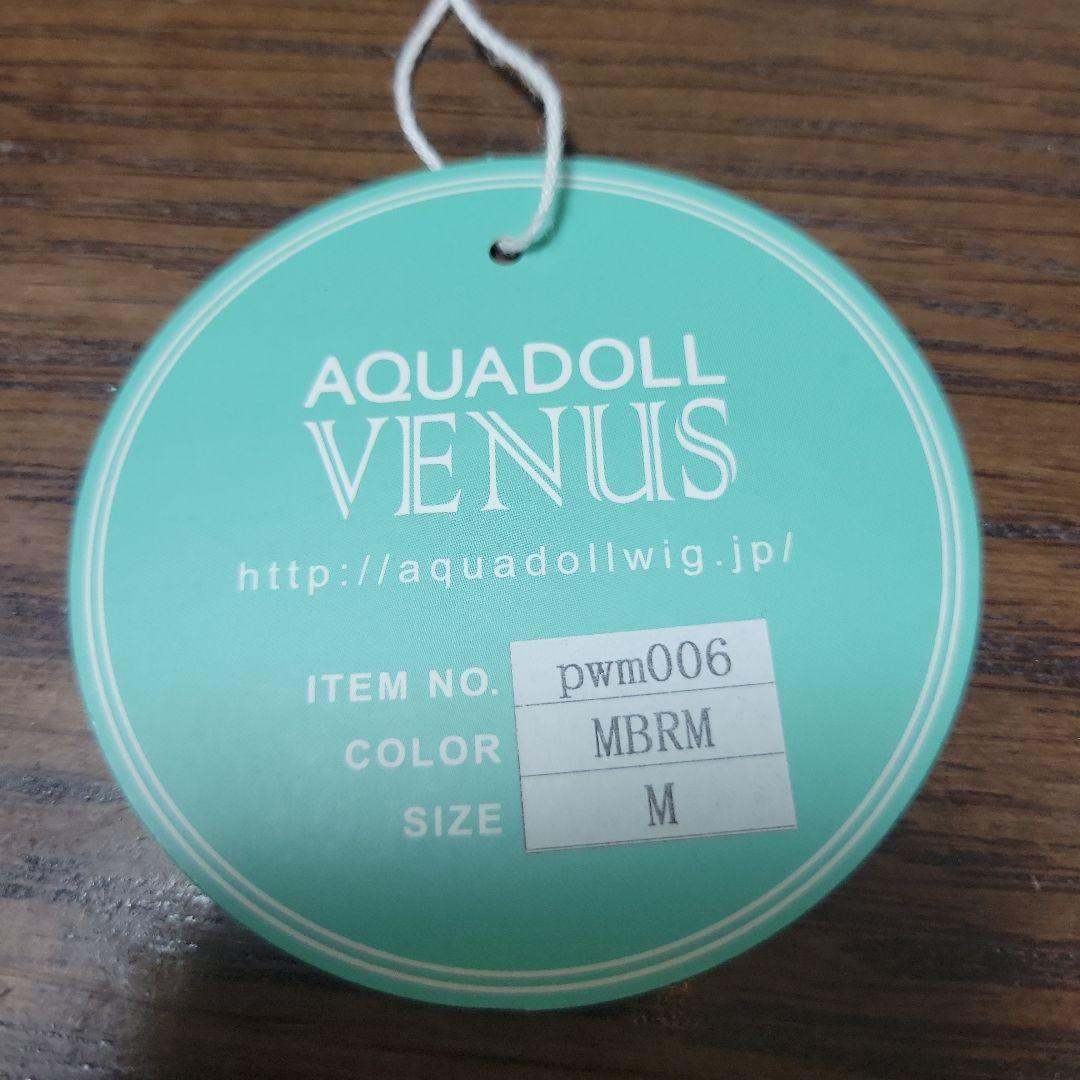 AQUADOLL
VENUS
http://aquadollwig.jp/
ITEM NO. pwm006
COLOR MBRM
SIZE M